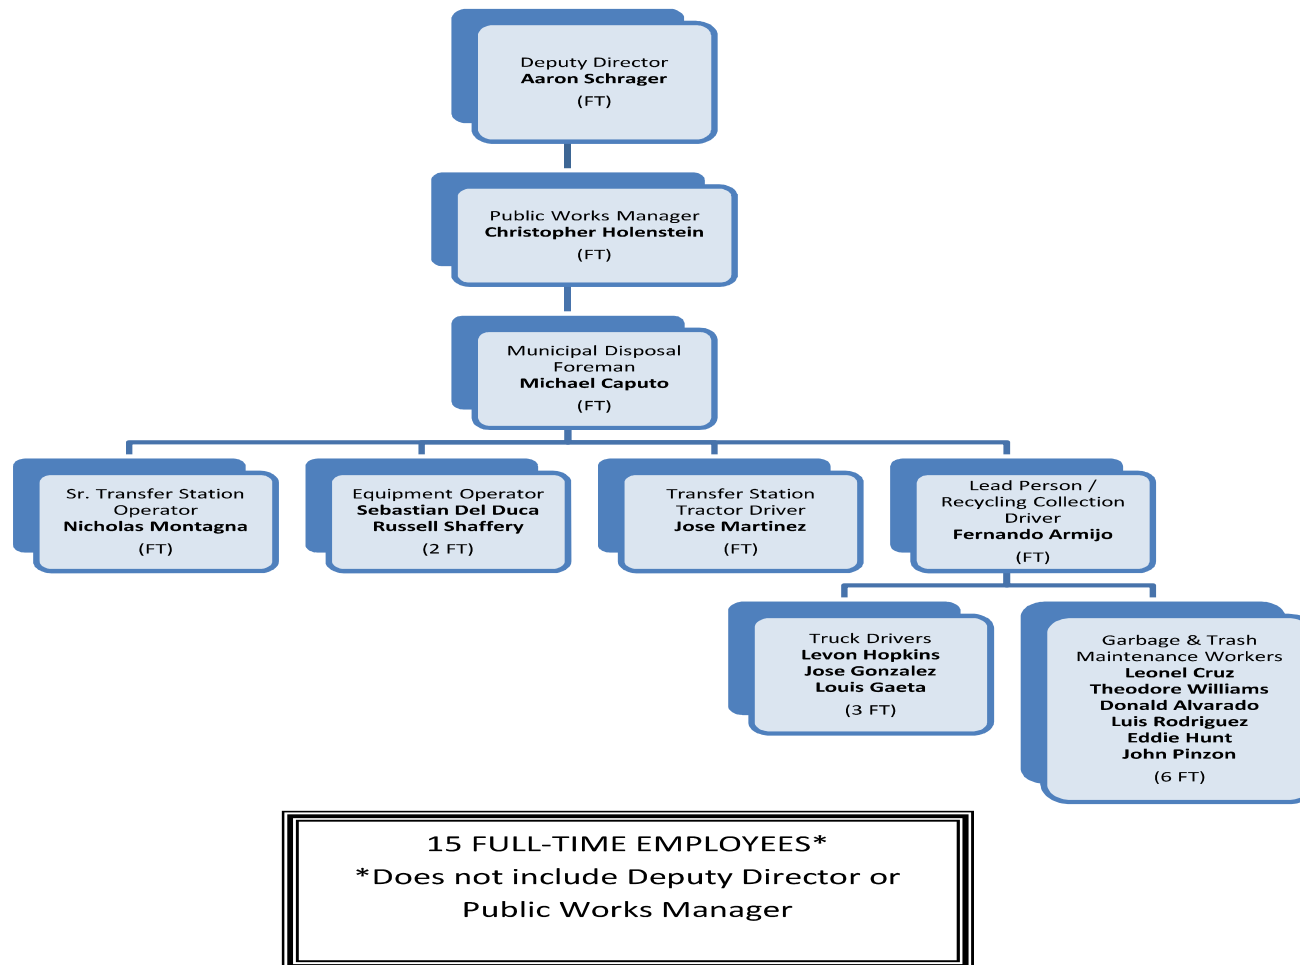 Deputy Director
Aaron Schrager
(FT)
Public Works Manager
Christopher Holenstein
(FT)
Municipal Disposal
Foreman
Michael Caputo
(FT)
Sr. Transfer Station
Operator
Nicholas Montagna
(FT)
Equipment Operator
Sebastian Del Duca
Russell Shaffery
(2 FT)
Transfer Station
Tractor Driver
Jose Martinez
(FT)
Lead Person /
Recycling Collection
Driver
Fernando Armijo
(FT)
Truck Drivers
Levon Hopkins
Jose Gonzalez
Louis Gaeta
(3 FT)
Garbage & Trash
Maintenance Workers
Leonel Cruz
Theodore Williams
Donald Alvarado
Luis Rodriguez
Eddie Hunt
John Pinzon
(6 FT)
15 FULL-TIME EMPLOYEES*
*Does not include Deputy Director or
Public Works Manager